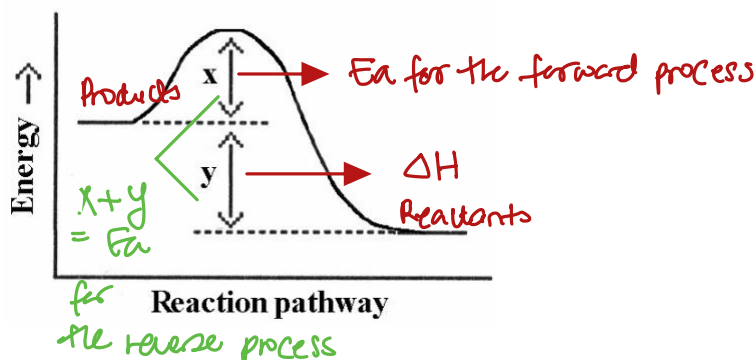 x
Ea for the forward process
Products
Energy
y
ΔH
Reactants
x+y
= Ea
for
the reverse process
Reaction pathway